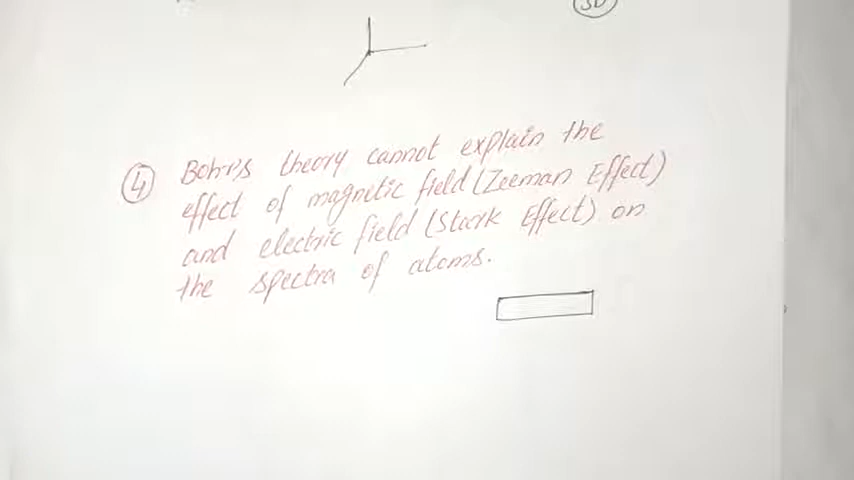 3D
④ Bohr's theory cannot explain the
effect of magnetic field (Zeeman Effect)
and electric field (Stark Effect) on
the spectra of atoms.